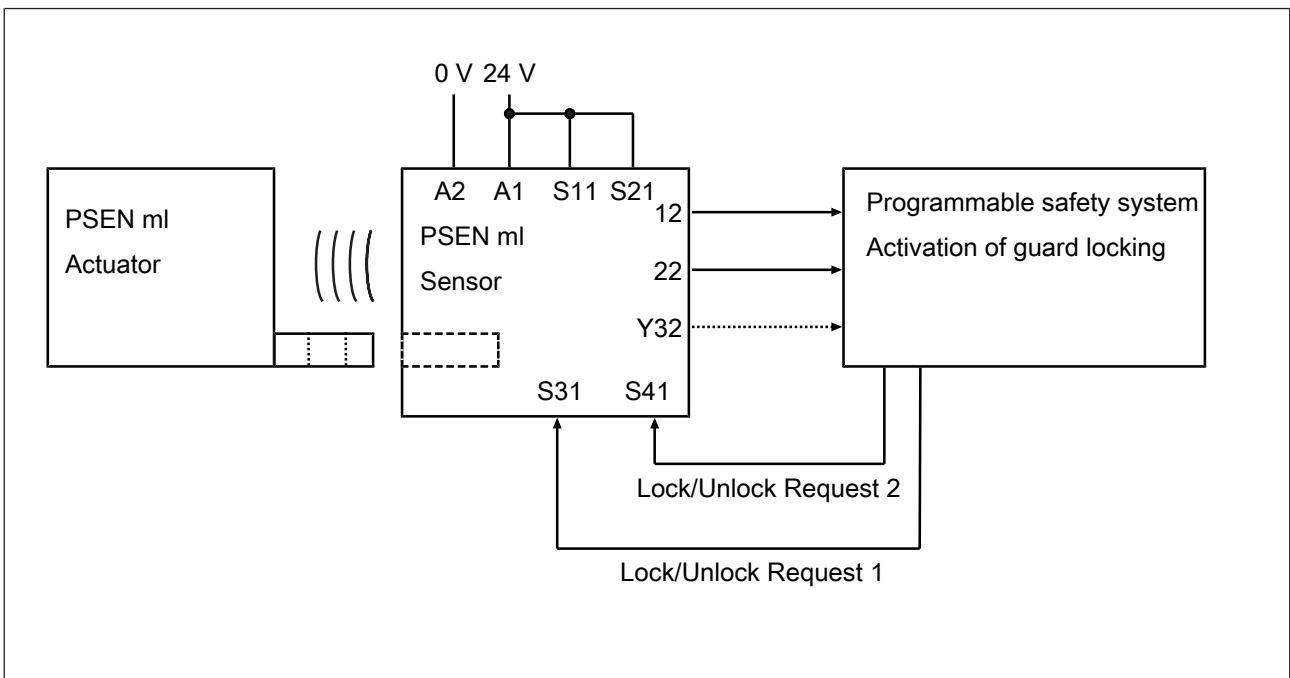 0 V 24 V
A2 A1 S11 S21
12
PSEN ml
Actuator
PSEN ml
Sensor
22
Y32
S31 S41
Programmable safety system
Activation of guard locking
Lock/Unlock Request 2
Lock/Unlock Request 1